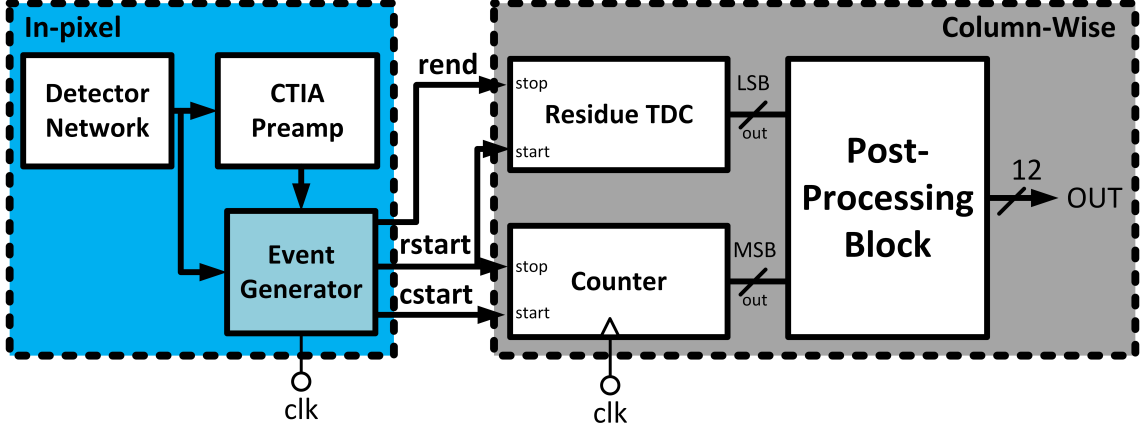 In-pixel
Detector
Network
CTIA
Preamp
Event
Generator
clk
rend
rstart
cstart
Column-Wise
stop
Residue TDC
start
LSB
out
stop
Counter
start
clk
MSB
out
Post-
Processing
Block
12
OUT